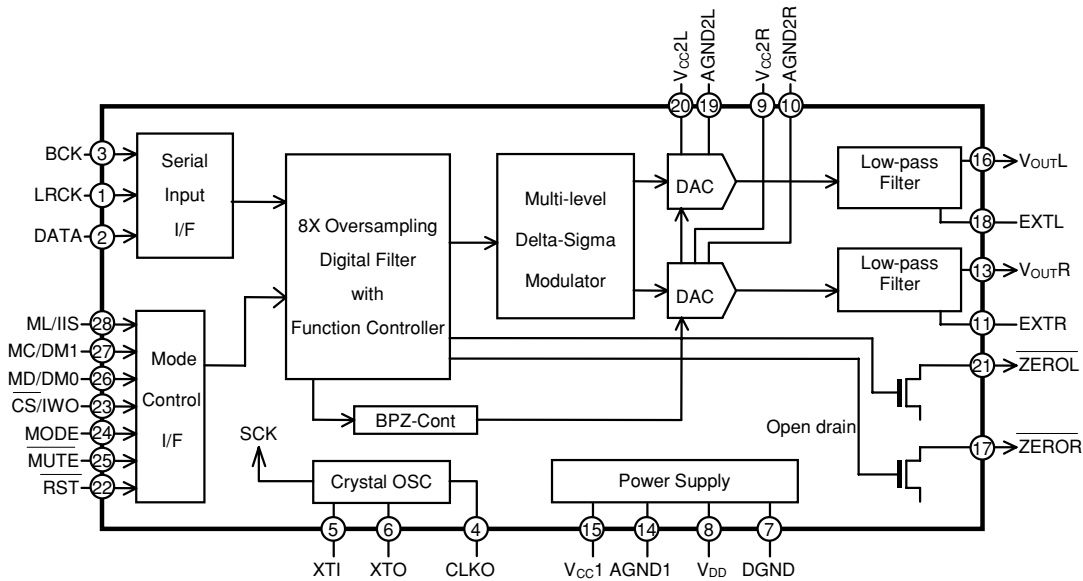 VCC2L
AGND2L
VCC2R
AGND2R
20
19
9
10
BCK
3
LRCK
1
DATA
2
Serial
Input
I/F
8X Oversampling
Digital Filter
with
Function Controller
Multi-level
Delta-Sigma
Modulator
DAC
DAC
Low-pass
Filter
16
VOUTL
18
EXTL
Low-pass
Filter
13
VOUTR
11
EXTR
ML/IIS
28
MC/DM1
27
MD/DM0
26
CS/IWO
23
MODE
24
MUTE
25
RST
22
Mode
Control
I/F
BPZ-Cont
21
ZEROL
Open drain
17
ZEROR
SCK
Crystal OSC
Power Supply
5
6
4
15
14
8
7
XTI
XTO
CLKO
VCC1
AGND1
VDD
DGND